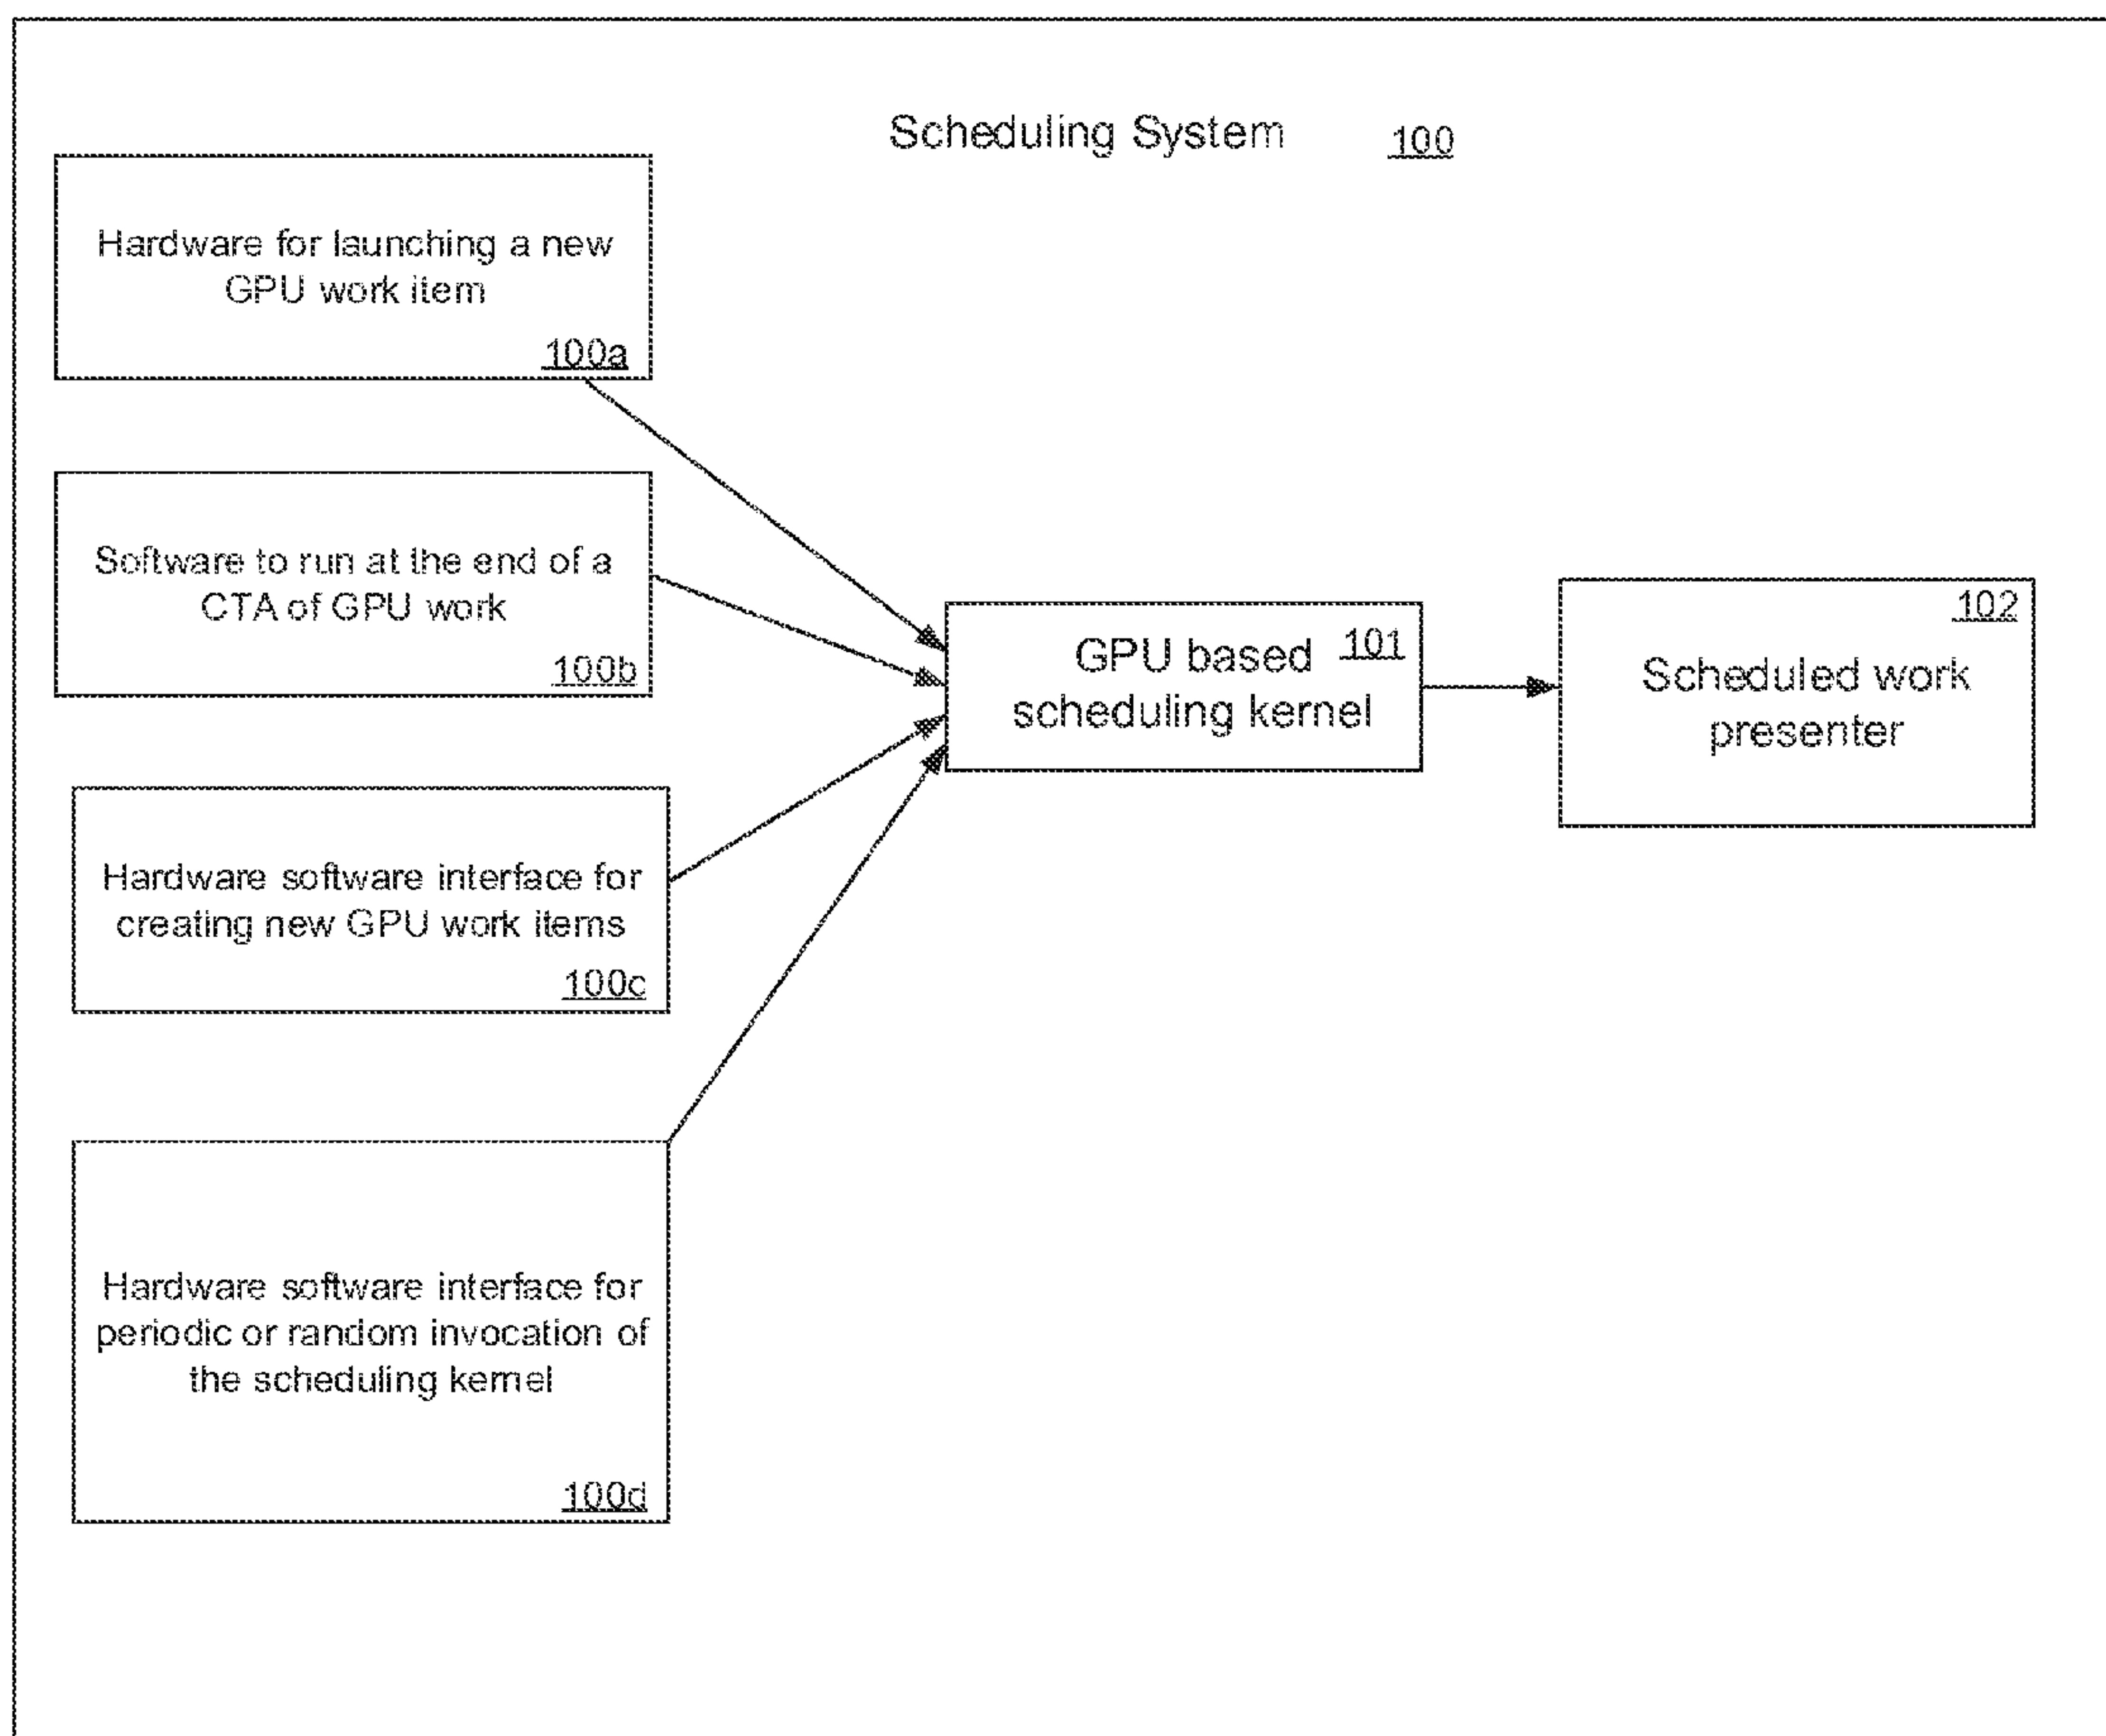 Scheduling System 100
Hardware for launching a new
GPU work item
100a
Software to run at the end of a
CTA of GPU work
100b
Hardware software interface for
creating new GPU work items
100c
Hardware software interface for
periodic or random invocation of
the scheduling kernel
100d
GPU based 101
scheduling kernel
102
Scheduled work
presenter